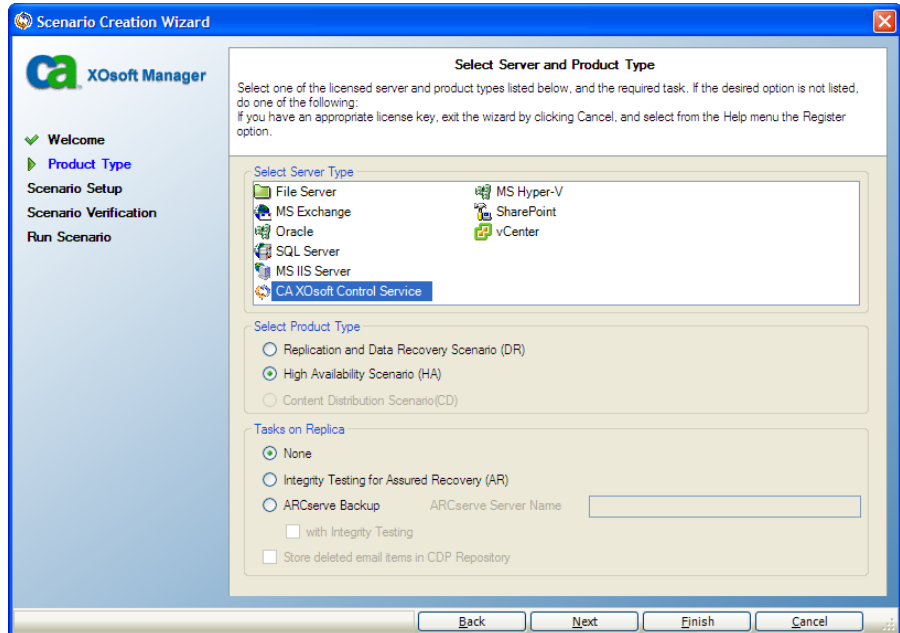 Scenario Creation Wizard
ca
XOsoft Manager
Welcome
Product Type
Scenario Setup
Scenario Verification
Run Scenario
Select Server and Product Type
Select one of the licensed server and product types listed below, and the required task. If the desired option is not listed,
do one of the following:
If you have an appropriate license key, exit the wizard by clicking Cancel, and select from the Help menu the Register
option.
Select Server Type
File Server
MS Exchange
Oracle
SQL Server
MS IIS Server
CA XOsoft Control Service
MS Hyper-V
SharePoint
vCenter
Select Product Type
Replication and Data Recovery Scenario (DR)
High Availability Scenario (HA)
Content Distribution Scenario(CD)
Tasks on Replica
None
Integrity Testing for Assured Recovery (AR)
ARCserve Backup ARCserve Server Name
with Integrity Testing
Store deleted email items in CDP Repository
Back Next Finish Cancel